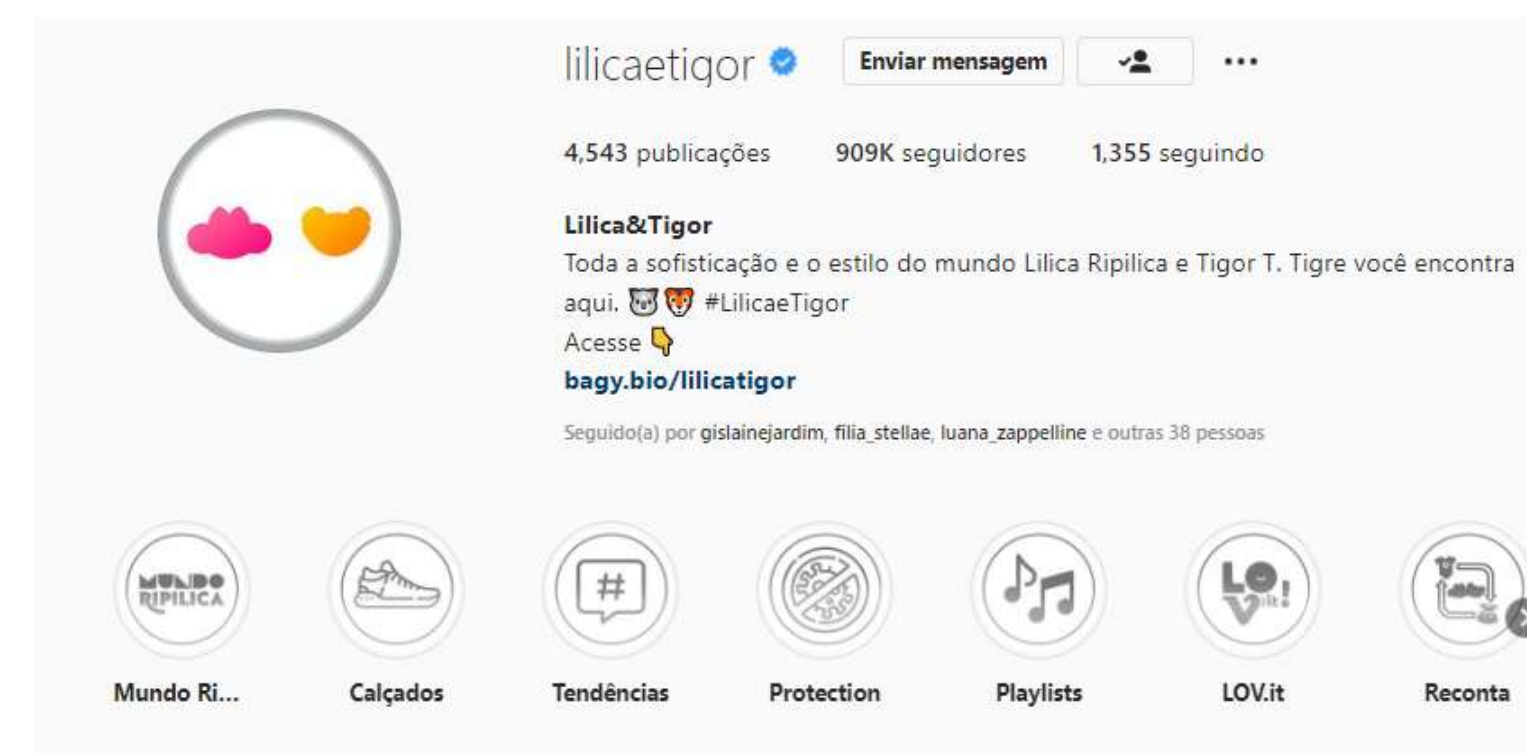 lilicaetigor
Enviar mensagem
4,543 publicações 909K seguidores 1,355 seguindo
Lilica&Tigor
Toda a sofisticação e o estilo do mundo Lilica Ripilica e Tigor T. Tigre você encontra
aqui. 🐨🐯 #LilicaeTigor
Acesse 👇
bagy.bio/lilicatigor
Seguido(a) por gislainejardim, filia_stellae, luana_zappelline e outras 38 pessoas
MUNDO
RIPILICA
#
LO
V it!
Mundo Ri... Calçados Tendências Protection Playlists LOV.it Reconta